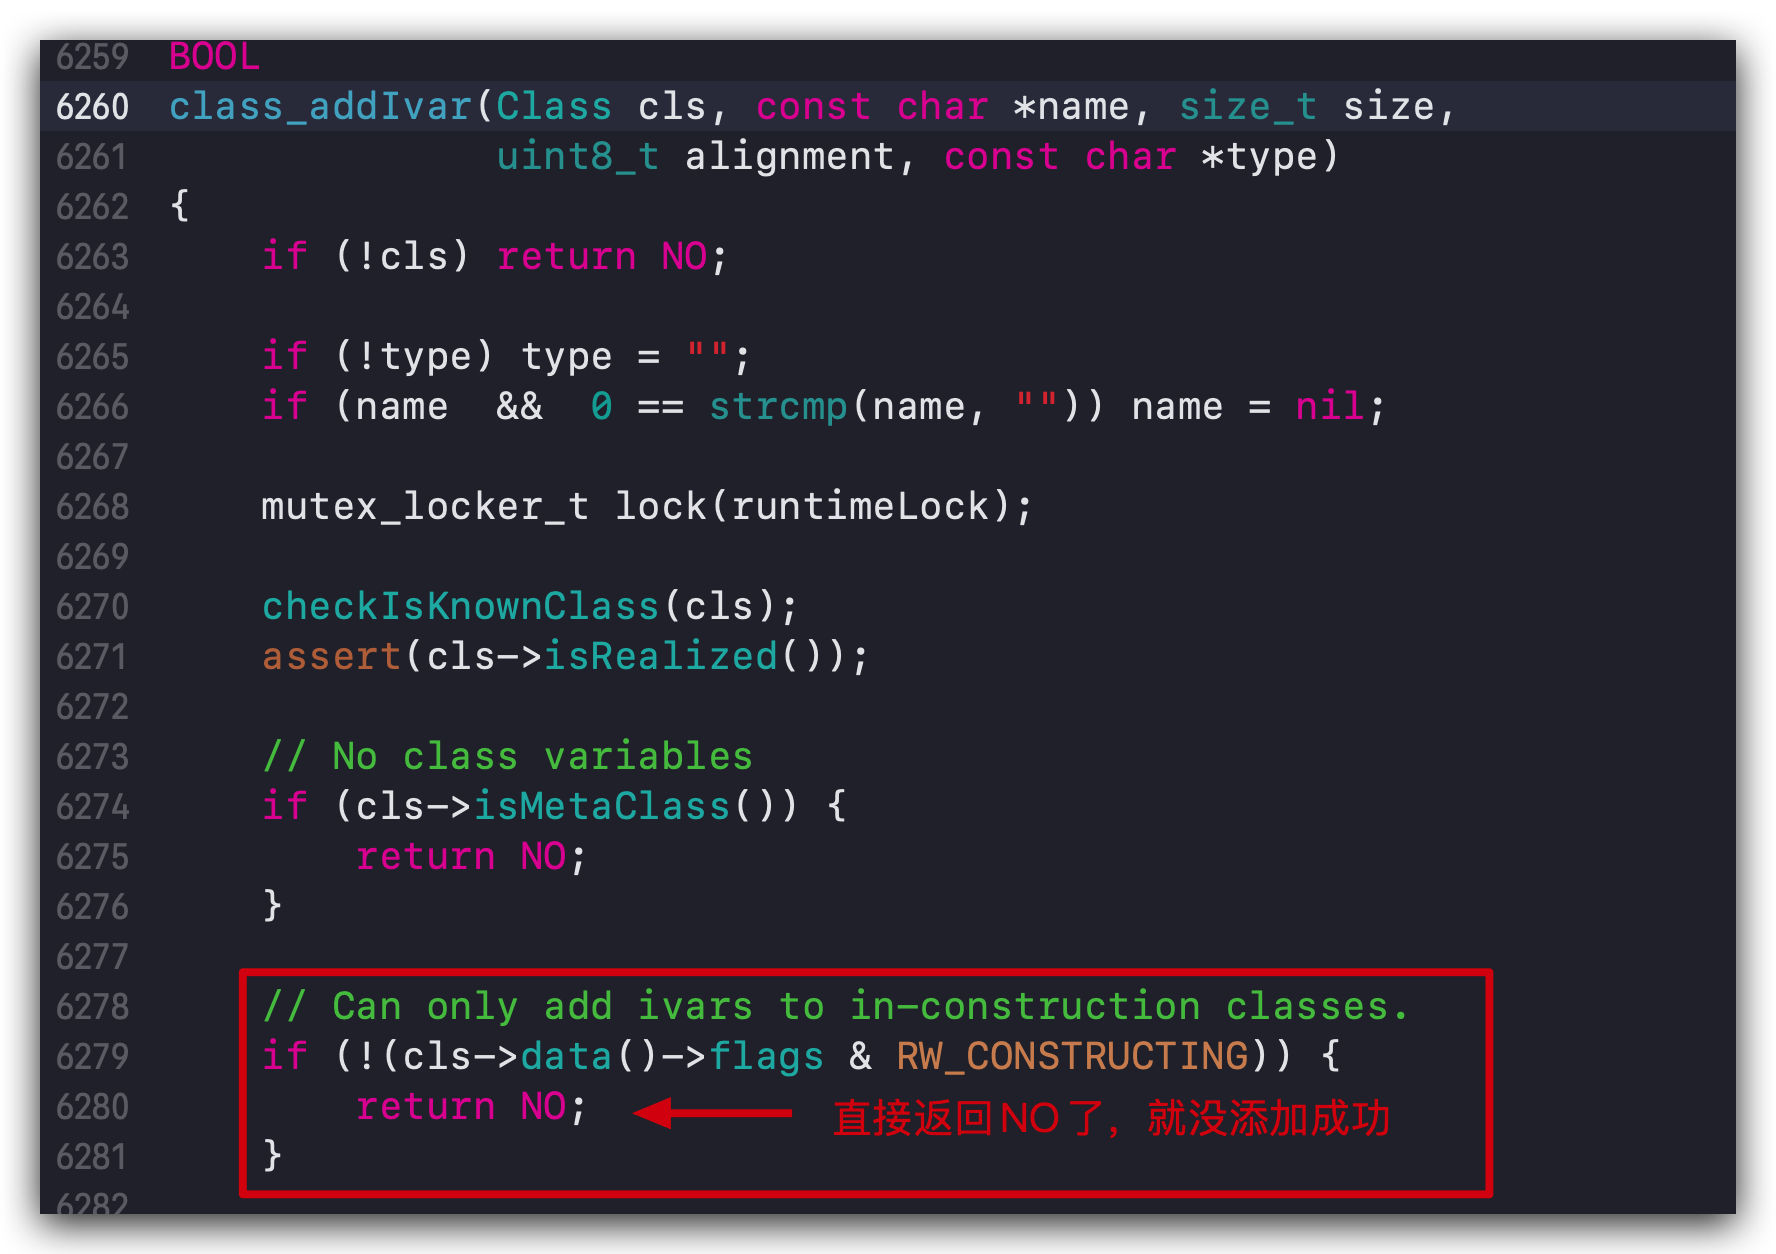 6259 BOOL
6260 class_addIvar(Class cls, const char *name, size_t size,
6261               uint8_t alignment, const char *type)
6262 {
6263     if (!cls) return NO;
6264
6265     if (!type) type = "";
6266     if (name  &&  0 == strcmp(name, "")) name = nil;
6267
6268     mutex_locker_t lock(runtimeLock);
6269
6270     checkIsKnownClass(cls);
6271     assert(cls->isRealized());
6272
6273     // No class variables
6274     if (cls->isMetaClass()) {
6275         return NO;
6276     }
6277
6278     // Can only add ivars to in-construction classes.
6279     if (!(cls->data()->flags & RW_CONSTRUCTING)) {
6280         return NO; 直接返回NO了，就没添加成功
6281     }
6282